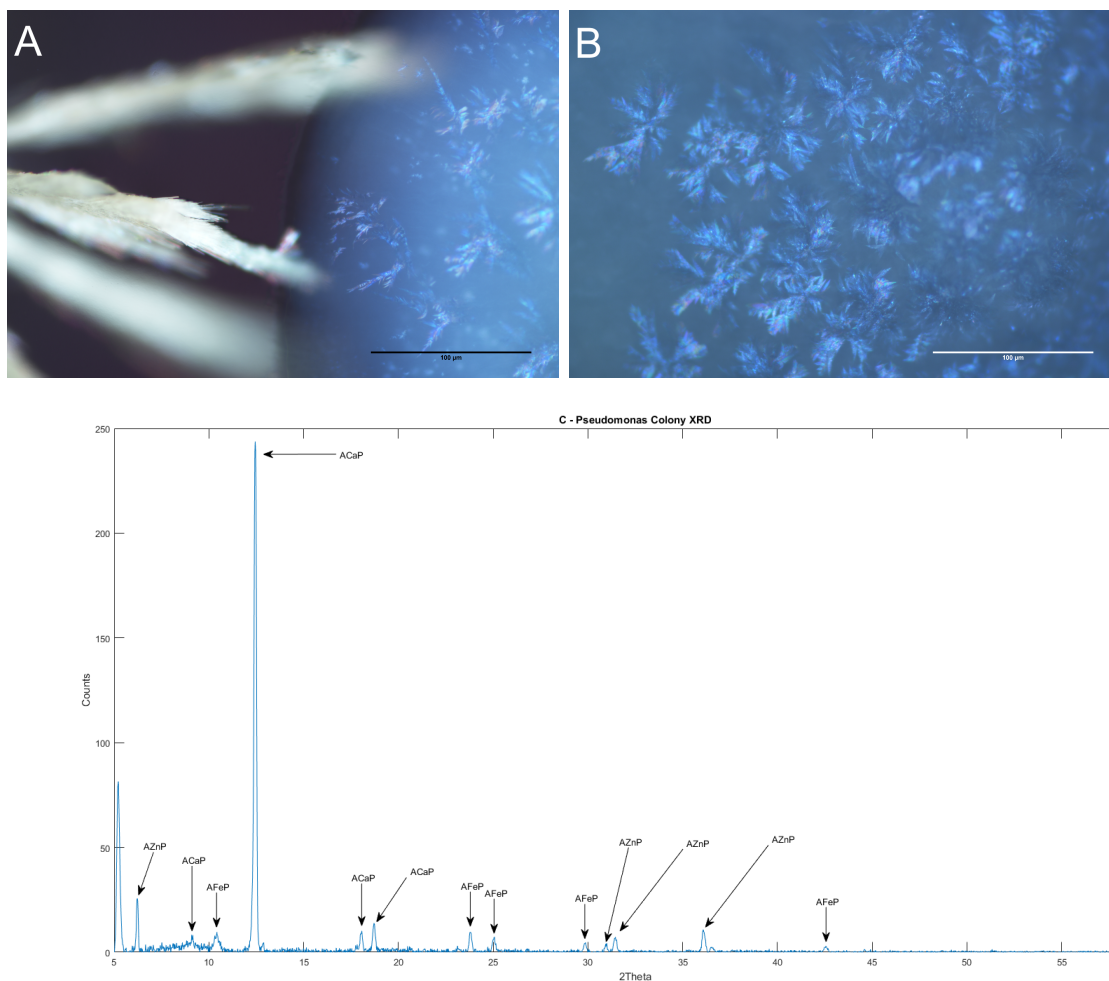 A
B
100 µm
100 µm
C - Pseudomonas Colony XRD
250
200
150
100
50
0
Counts
ACaP
AZnP
ACaP
AFeP
ACaP
ACaP
AFeP
AFeP
AFeP
AZnP
AZnP
AZnP
AFeP
5 10 15 20 25 30 35 40 45 50 55
2Theta